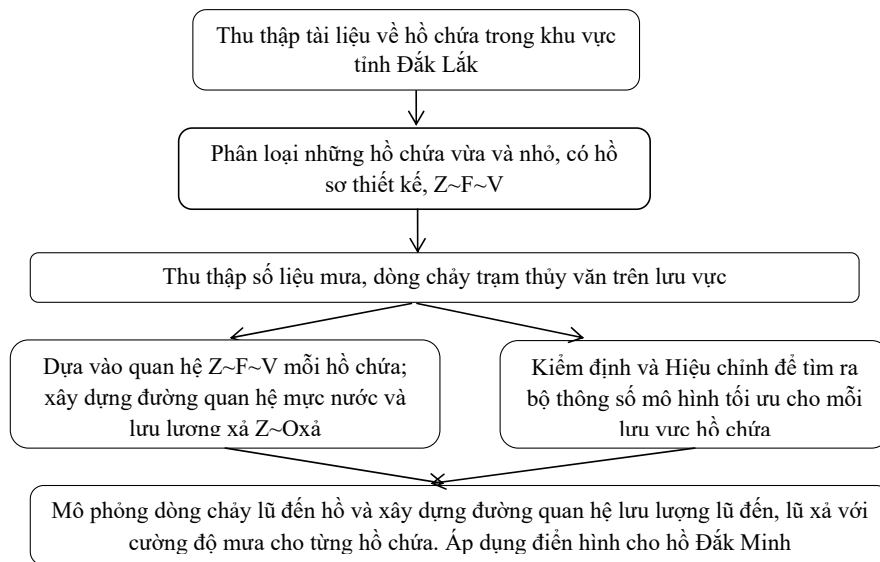 Thu thập tài liệu về hồ chứa trong khu vực
tỉnh Đắk Lắk
Phân loại những hồ chứa vừa và nhỏ, có hồ
sơ thiết kế, Z~F~V
Thu thập số liệu mưa, dòng chảy trạm thủy văn trên lưu vực
Dựa vào quan hệ Z~F~V mỗi hồ chứa;
xây dựng đường quan hệ mực nước và
lưu lượng xả Z~Qxả
Kiểm định và Hiệu chỉnh để tìm ra
bộ thông số mô hình tối ưu cho mỗi
lưu vực hồ chứa
Mô phỏng dòng chảy lũ đến hồ và xây dựng đường quan hệ lưu lượng lũ đến, lũ xả với
cường độ mưa cho từng hồ chứa. Áp dụng điển hình cho hồ Đắk Minh